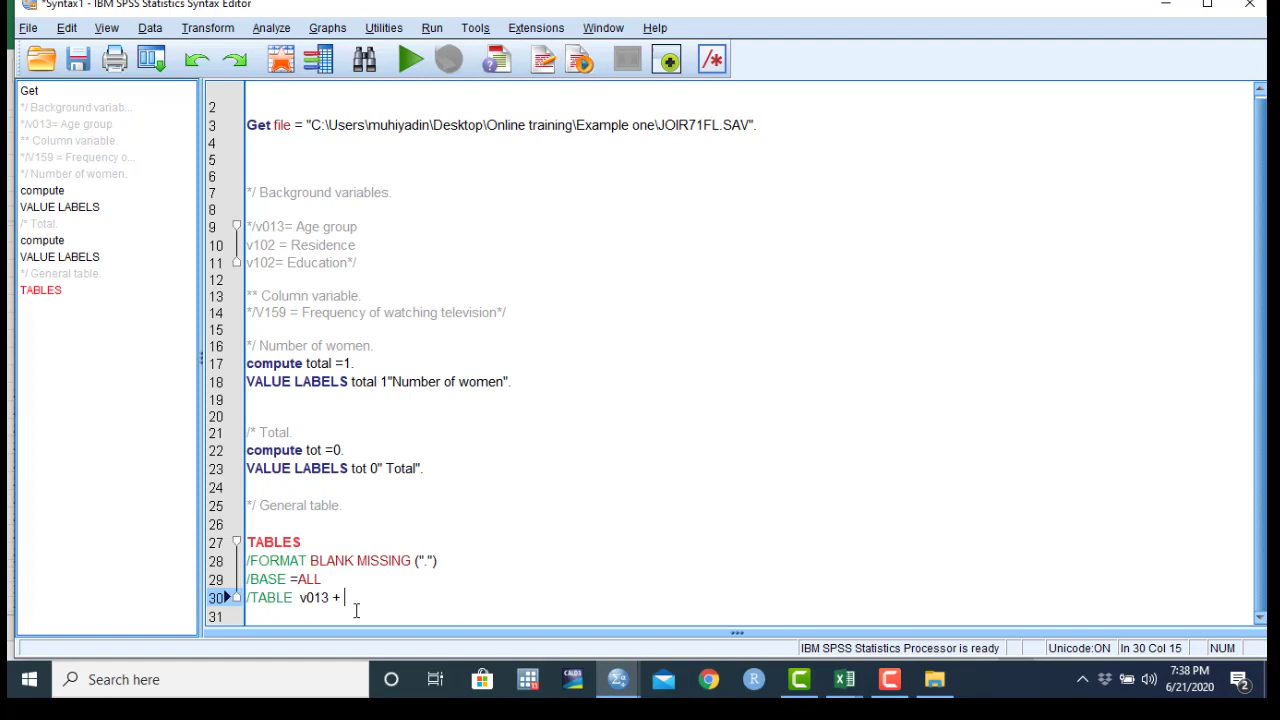 *Syntax1 - IBM SPSS Statistics Syntax Editor
File Edit View Data Transform Analyze Graphs Utilities Run Tools Extensions Window Help
Get
*/ Background variab...
*/v013= Age group
** Column variable.
*/V159 = Frequency o...
*/ Number of women.
compute
VALUE LABELS
/* Total.
compute
VALUE LABELS
*/ General table.
TABLES
2
3 Get file = "C:\Users\muhiyadin\Desktop\Online training\Example one\JOIR71FL.SAV".
4
5
6
7 */ Background variables.
8
9 */v013= Age group
10 v102 = Residence
11 v102= Education*/
12
13 ** Column variable.
14 */V159 = Frequency of watching television*/
15
16 */ Number of women.
17 compute total =1.
18 VALUE LABELS total 1"Number of women".
19
20
21 /* Total.
22 compute tot =0.
23 VALUE LABELS tot 0" Total".
24
25 */ General table.
26
27 TABLES
28 /FORMAT BLANK MISSING (".")
29 /BASE =ALL
30 /TABLE v013 +
31
IBM SPSS Statistics Processor is ready Unicode:ON In 30 Col 15 NUM
Search here
CALDI
R
7:38 PM
6/21/2020
2